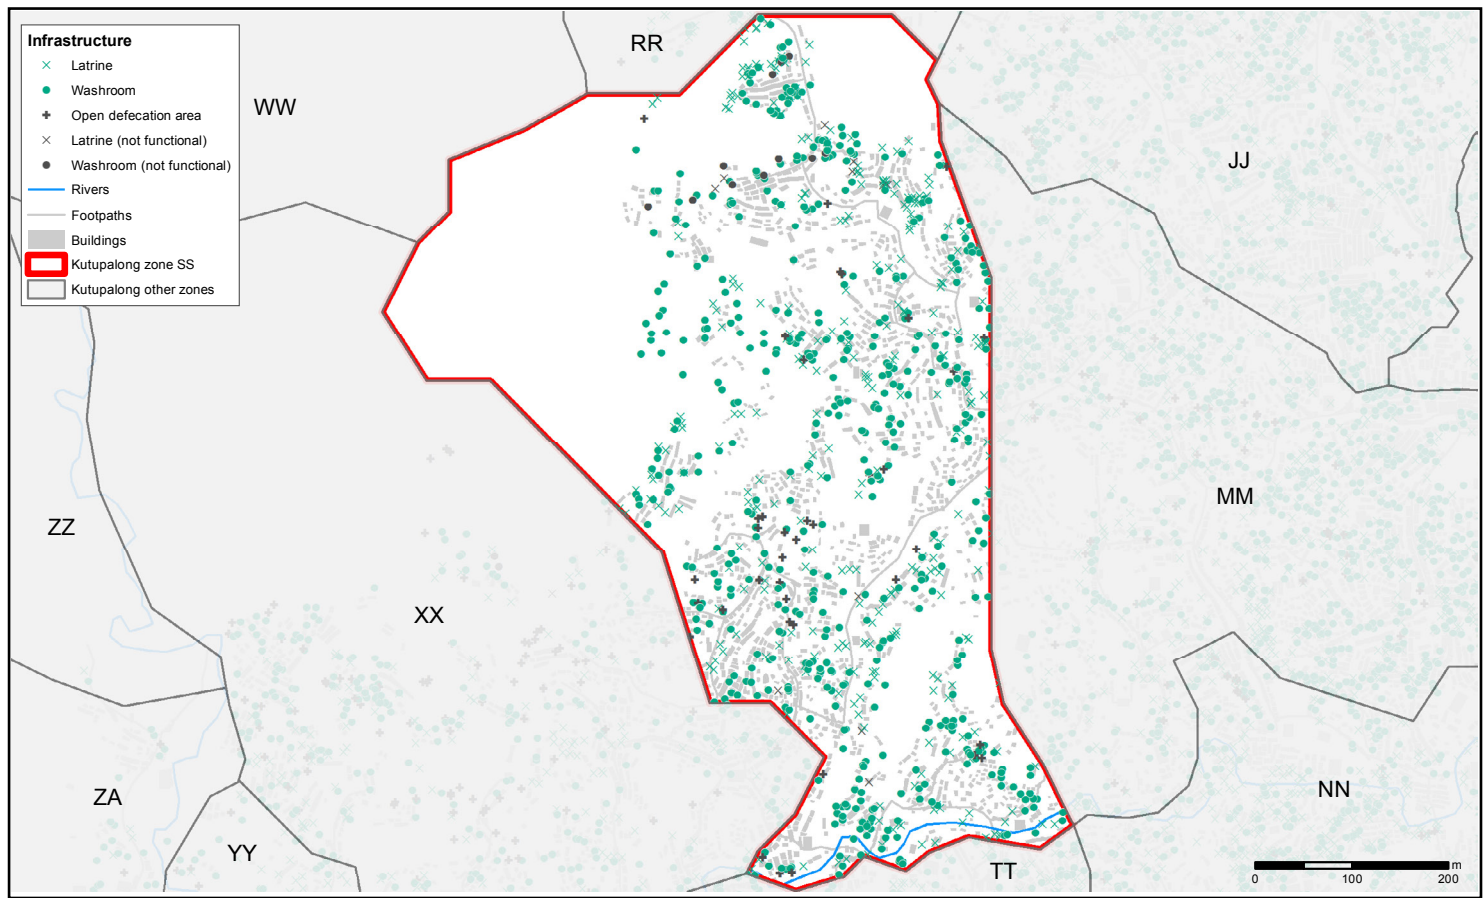 Infrastructure
Latrine
Washroom
Open defecation area
Latrine (not functional)
Washroom (not functional)
Rivers
Footpaths
Buildings
Kutupalong zone SS
Kutupalong other zones
RR
WW
JJ
MM
ZZ
XX
ZA
NN
YY
TT
m
0 100 200